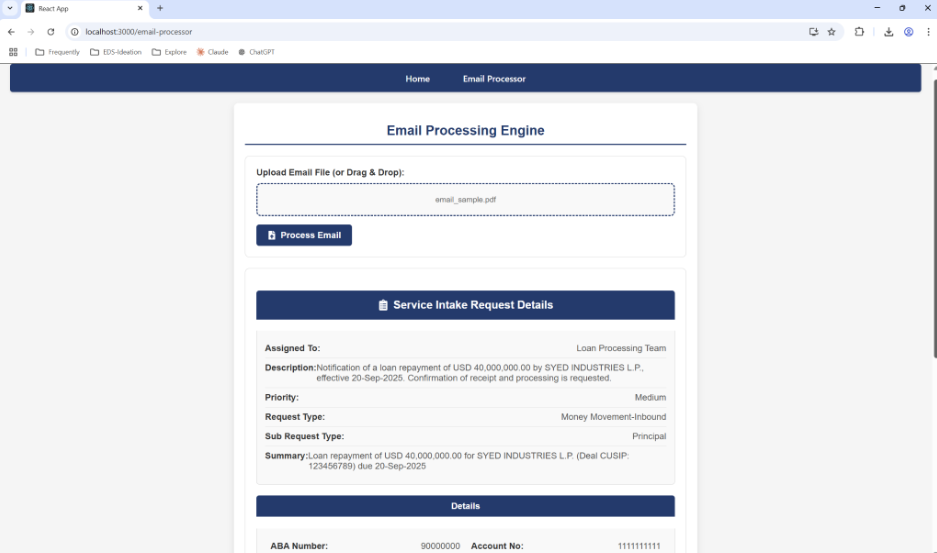 React App
localhost:3000/email-processor
Frequently EDS-Ideation Explore Claude ChatGPT
Home Email Processor
Email Processing Engine
Upload Email File (or Drag & Drop):
email_sample.pdf
Process Email
Service Intake Request Details
Assigned To: Loan Processing Team
Description:Notification of a loan repayment of USD 40,000,000.00 by SYED INDUSTRIES L.P.,
effective 20-Sep-2025. Confirmation of receipt and processing is requested.
Priority: Medium
Request Type: Money Movement-Inbound
Sub Request Type: Principal
Summary:Loan repayment of USD 40,000,000.00 for SYED INDUSTRIES L.P. (Deal CUSIP:
123456789) due 20-Sep-2025
Details
ABA Number: 90000000 Account No: 1111111111